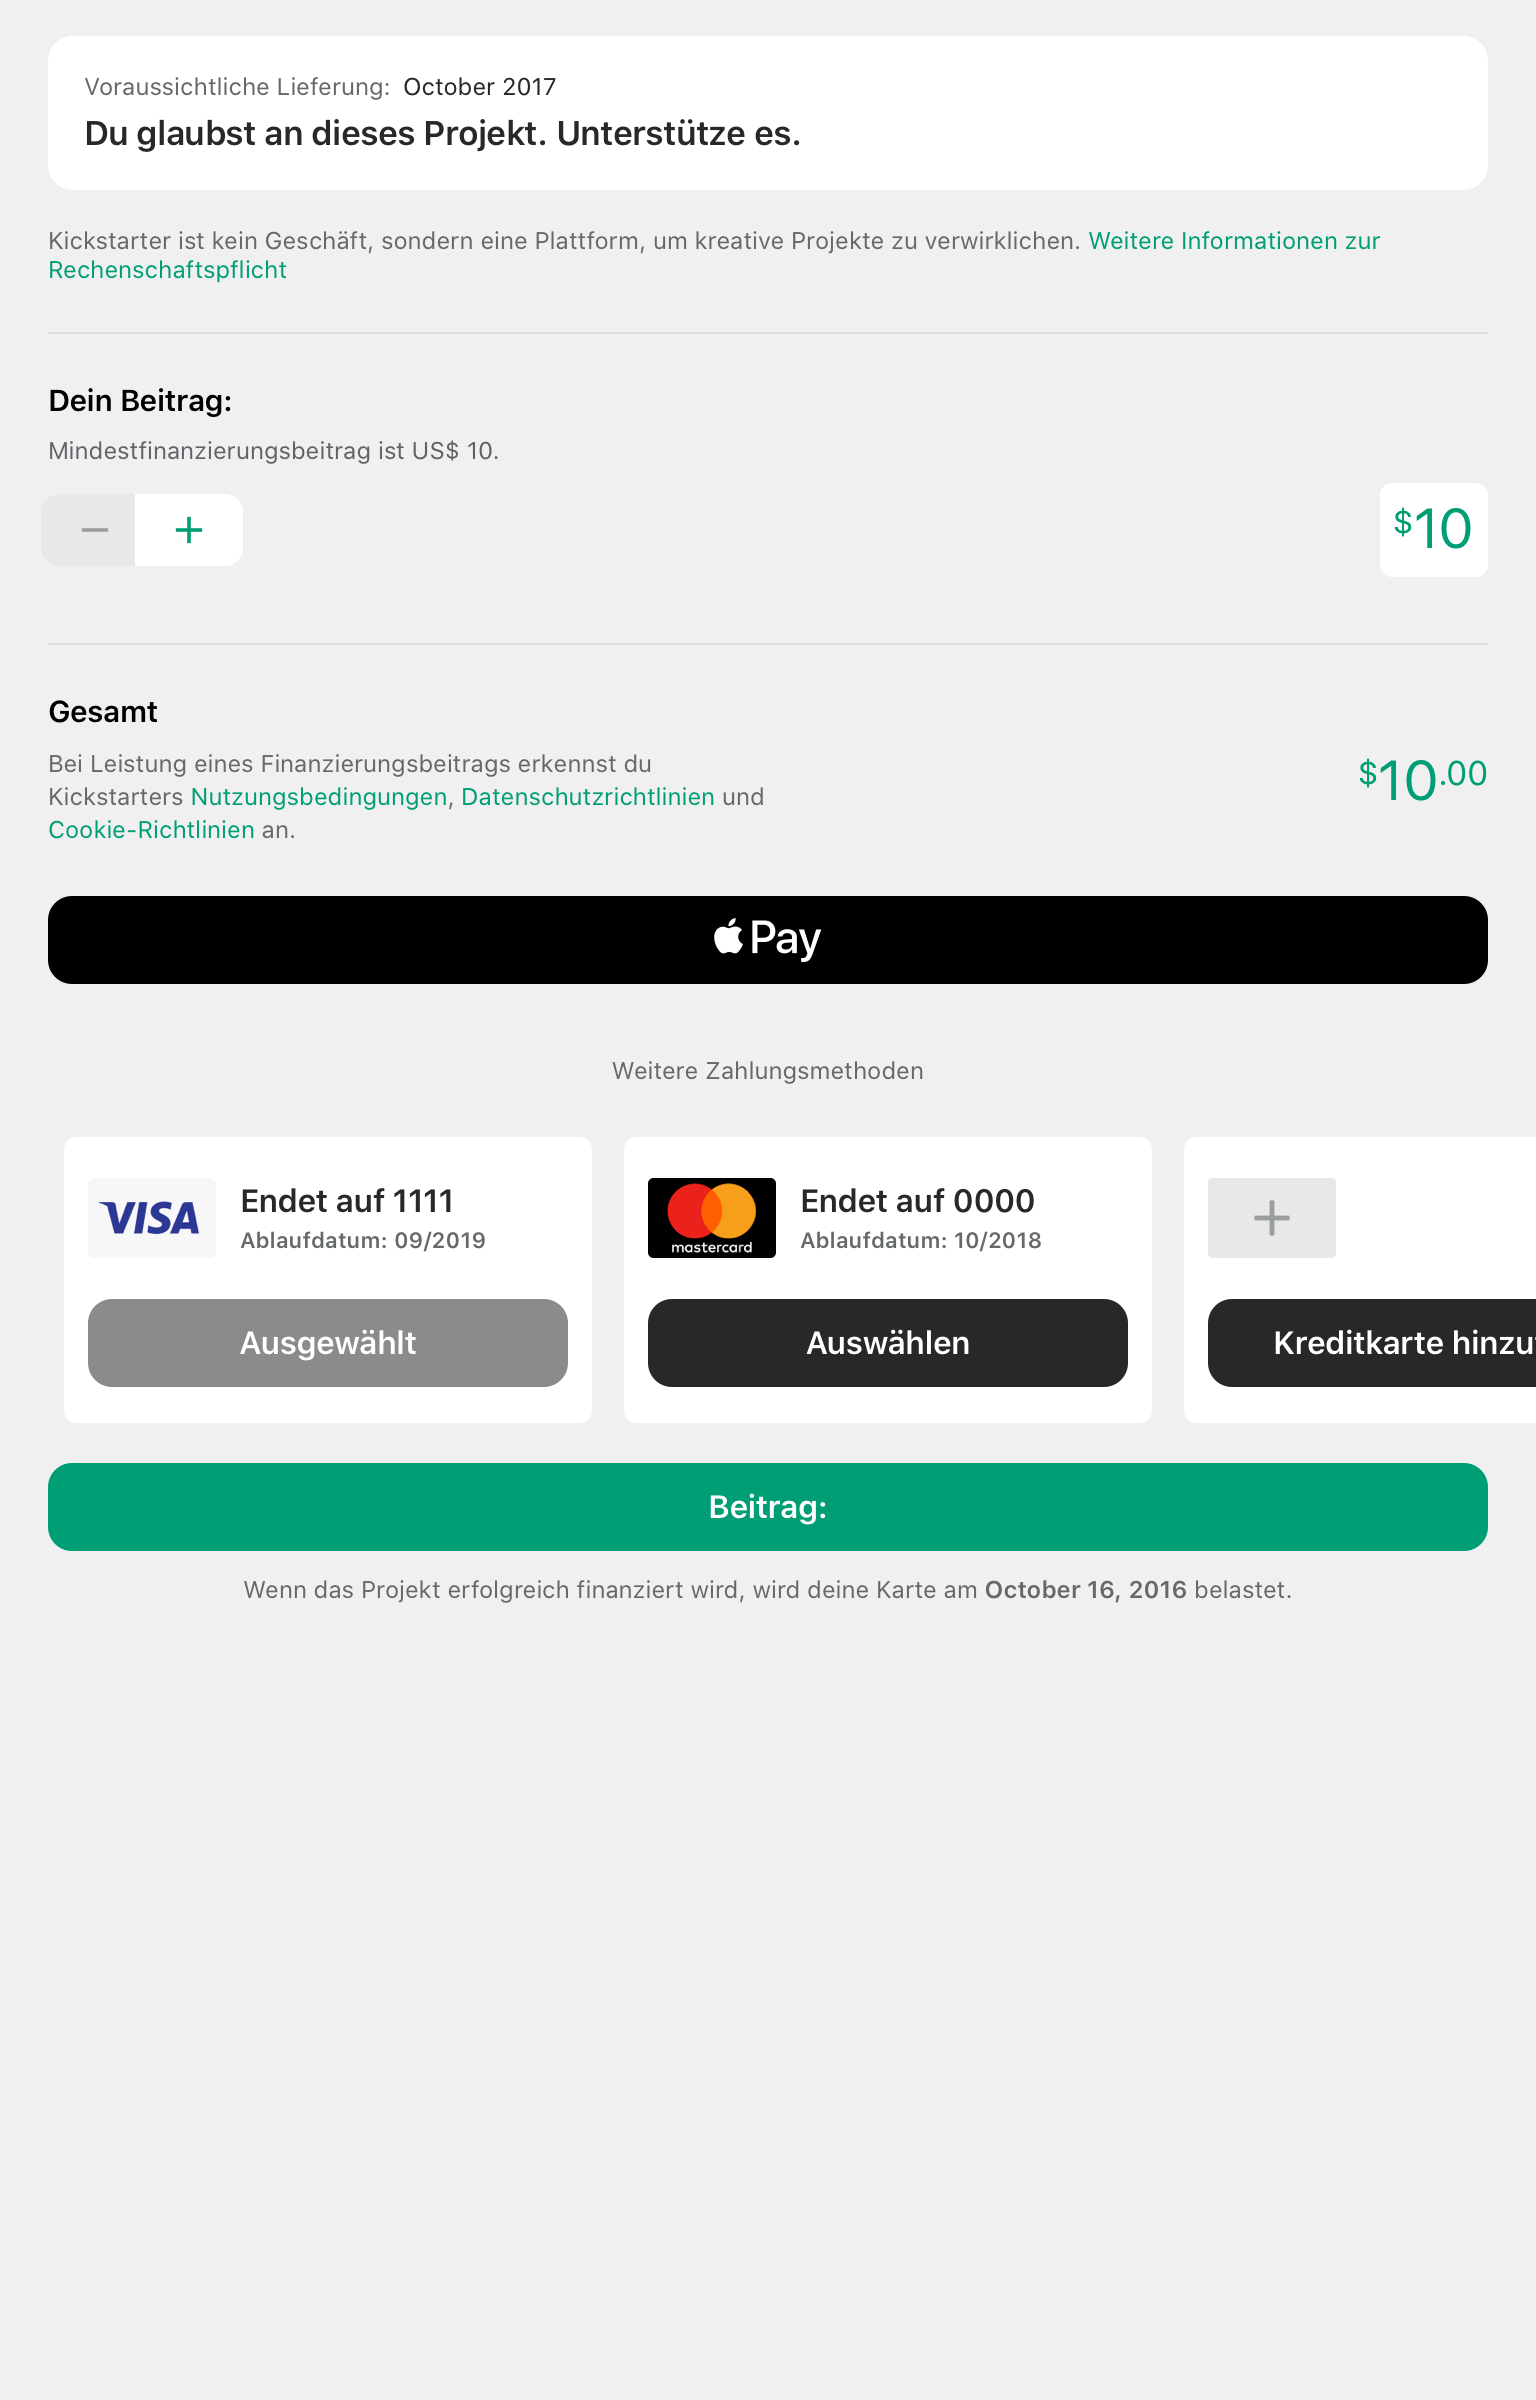 Voraussichtliche Lieferung: October 2017
Du glaubst an dieses Projekt. Unterstütze es.
Kickstarter ist kein Geschäft, sondern eine Plattform, um kreative Projekte zu verwirklichen. Weitere Informationen zur
Rechenschaftspflicht
Dein Beitrag:
Mindestfinanzierungsbeitrag ist US$ 10.
$10
Gesamt
Bei Leistung eines Finanzierungsbeitrags erkennst du
Kickstarters Nutzungsbedingungen, Datenschutzrichtlinien und
Cookie-Richtlinien an.
$10.00
Pay
Weitere Zahlungsmethoden
VISA
Endet auf 1111
Ablaufdatum: 09/2019
Ausgewählt
mastercard
Endet auf 0000
Ablaufdatum: 10/2018
Auswählen
Kreditkarte
Beitrag:
Wenn das Projekt erfolgreich finanziert wird, wird deine Karte am October 16, 2016 belastet.